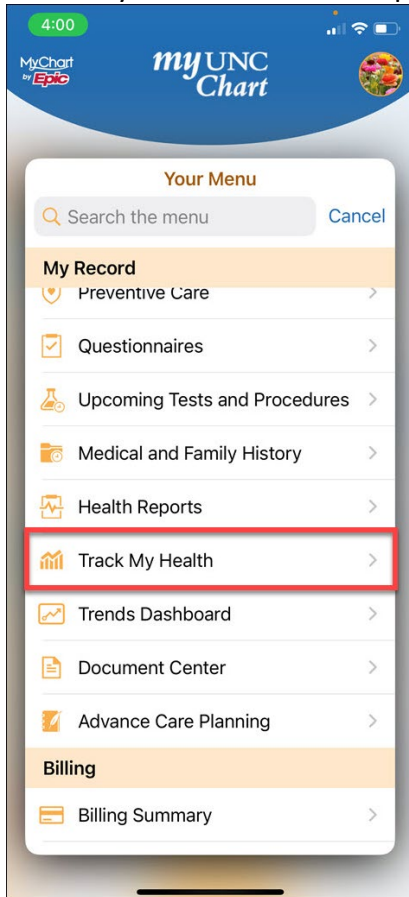 4:00
MyChart
by Epic
my UNC
Chart
Your Menu
Search the menu
Cancel
My Record
Preventive Care
Questionnaires
Upcoming Tests and Procedures
Medical and Family History
Health Reports
Track My Health
Trends Dashboard
Document Center
Advance Care Planning
Billing
Billing Summary